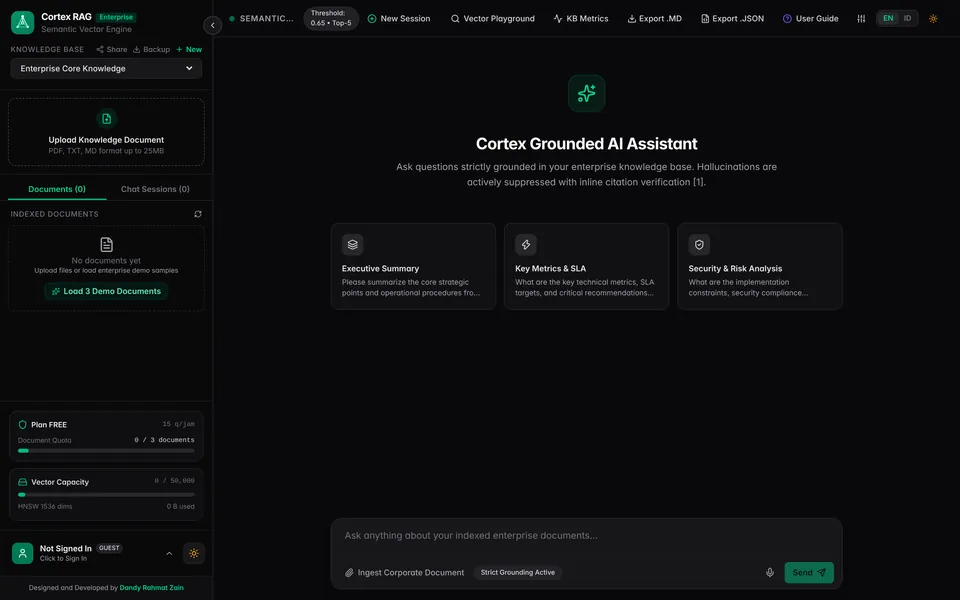 Cortex RAG Enterprise
Semantic Vector Engine
KNOWLEDGE BASE Share Backup + New
Enterprise Core Knowledge
Upload Knowledge Document
PDF, TXT, MD format up to 25MB
Documents (0) Chat Sessions (0)
INDEXED DOCUMENTS
No documents yet
Upload files or load enterprise demo samples
Load 3 Demo Documents
Plan FREE 15 q/jam
Document Quota 0 / 3 documents
Vector Capacity 0 / 50,000
HNSW 1536 dims 0 B used
Not Signed In GUEST
Click to Sign In
Designed and Developed by Dandy Rahmat Zain
SEMANTIC...
Threshold:
0.65 • Top-5
New Session
Vector Playground
KB Metrics
Export .MD
Export .JSON
User Guide
EN ID
Cortex Grounded AI Assistant
Ask questions strictly grounded in your enterprise knowledge base. Hallucinations are
actively suppressed with inline citation verification [1].
Executive Summary
Please summarize the core strategic
points and operational procedures fro...
Key Metrics & SLA
What are the key technical metrics, SLA
targets, and critical recommendations...
Security & Risk Analysis
What are the implementation
constraints, security compliance...
Ask anything about your indexed enterprise documents...
Ingest Corporate Document Strict Grounding Active
Send